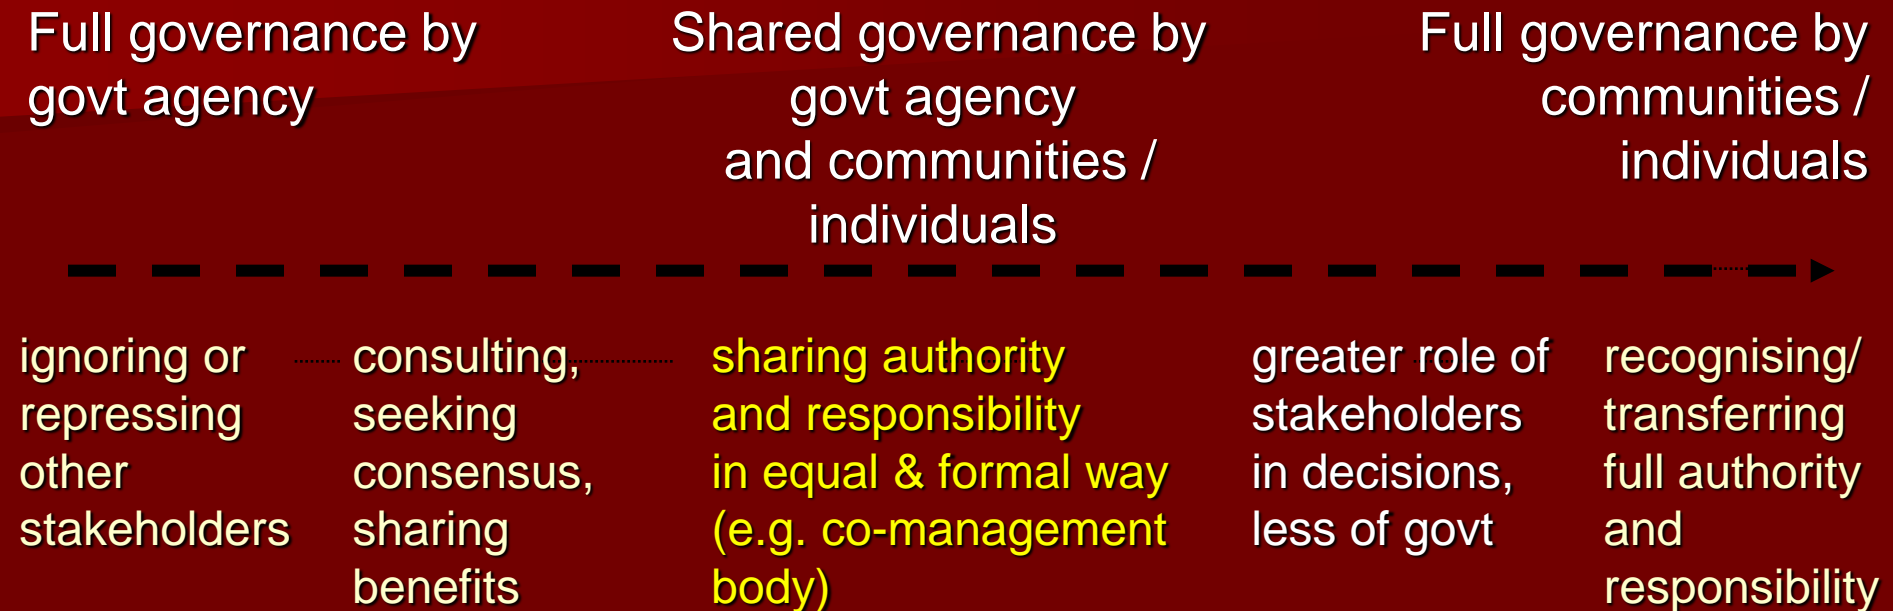 Full governance by
govt agency
Shared governance by
govt agency
and communities /
individuals
Full governance by
communities /
individuals
ignoring or
repressing
other
stakeholders
consulting,
seeking
consensus,
sharing
benefits
sharing authority
and responsibility
in equal & formal way
(e.g. co-management
body)
greater role of
stakeholders
in decisions,
less of govt
recognising/
transferring
full authority
and
responsibility